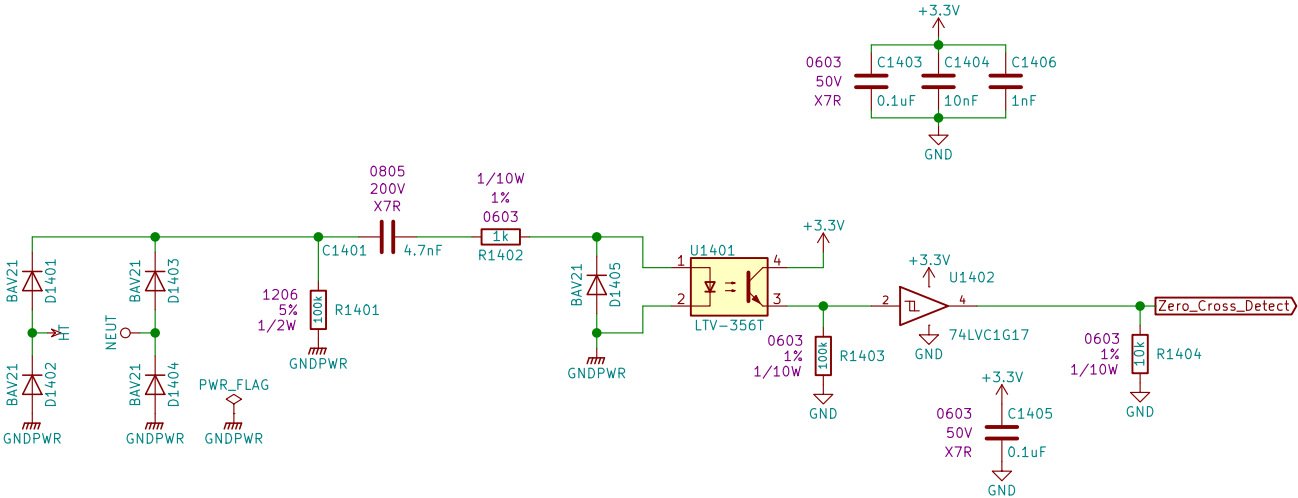 +3.3V
0603
50V
X7R
C1403
0.1uF
C1404
10nF
C1406
1nF
GND
0805
200V
X7R
C1401
4.7nF
1/10W
1%
0603
1k
R1402
BAV21
D1401
BAV21
D1403
HT
NEUT
BAV21
D1402
BAV21
D1404
GNDPWR
GNDPWR
PWR_FLAG
GNDPWR
1206
5%
1/2W
100k
R1401
GNDPWR
BAV21
D1405
GNDPWR
U1401
1
2
4
3
LTV-356T
+3.3V
0603
1%
1/10W
100k
R1403
GND
+3.3V
U1402
2
4
GND
74LVC1G17
Zero_Cross_Detect
0603
1%
1/10W
10k
R1404
GND
+3.3V
0603
50V
X7R
C1405
0.1uF
GND